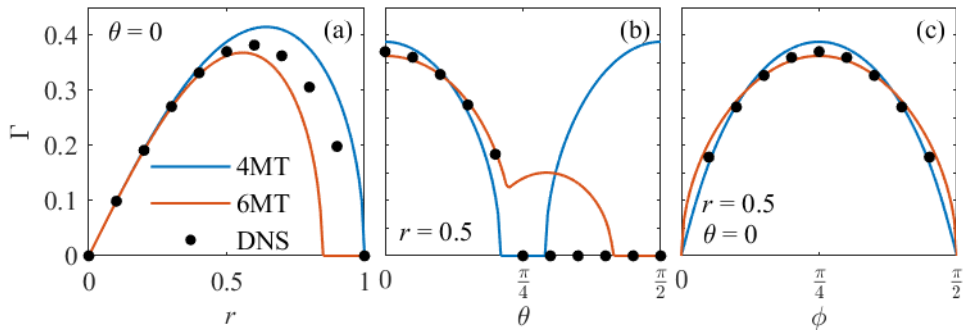 θ = 0
(a)
(b)
(c)
0.4
0.3
0.2
0.1
0
Γ
4MT
6MT
DNS
r = 0.5
r = 0.5
θ = 0
0 0.5 1
0 π/4 π/2
0 π/4 π/2
r
θ
ϕ